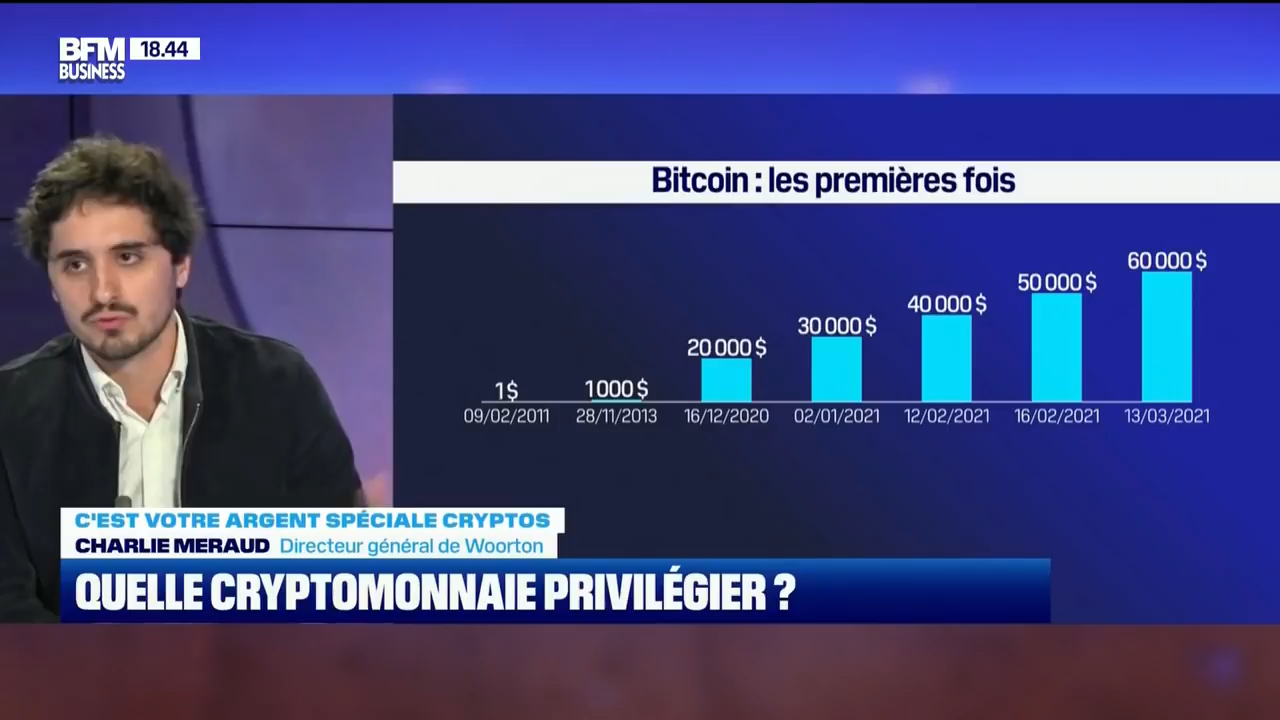 BFM
BUSINESS
18.44
Bitcoin : les premières fois
1$
1000$
20 000 $
30 000 $
40 000 $
50 000 $
60 000 $
09/02/2011
28/11/2013
16/12/2020
02/01/2021
12/02/2021
16/02/2021
13/03/2021
C'EST VOTRE ARGENT SPÉCIALE CRYPTOS
CHARLIE MERAUD Directeur général de Woorton
QUELLE CRYPTOMONNAIE PRIVILÉGIER ?